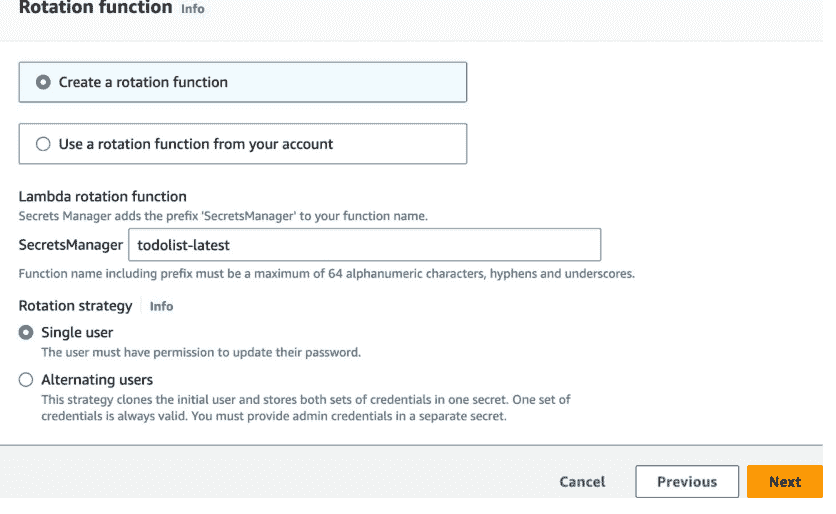 Rotation function Info
Create a rotation function
Use a rotation function from your account
Lambda rotation function
Secrets Manager adds the prefix 'SecretsManager' to your function name.
SecretsManager todolist-latest
Function name including prefix must be a maximum of 64 alphanumeric characters, hyphens and underscores.
Rotation strategy Info
Single user
The user must have permission to update their password.
Alternating users
This strategy clones the initial user and stores both sets of credentials in one secret. One set of
credentials is always valid. You must provide admin credentials in a separate secret.
Cancel Previous Next